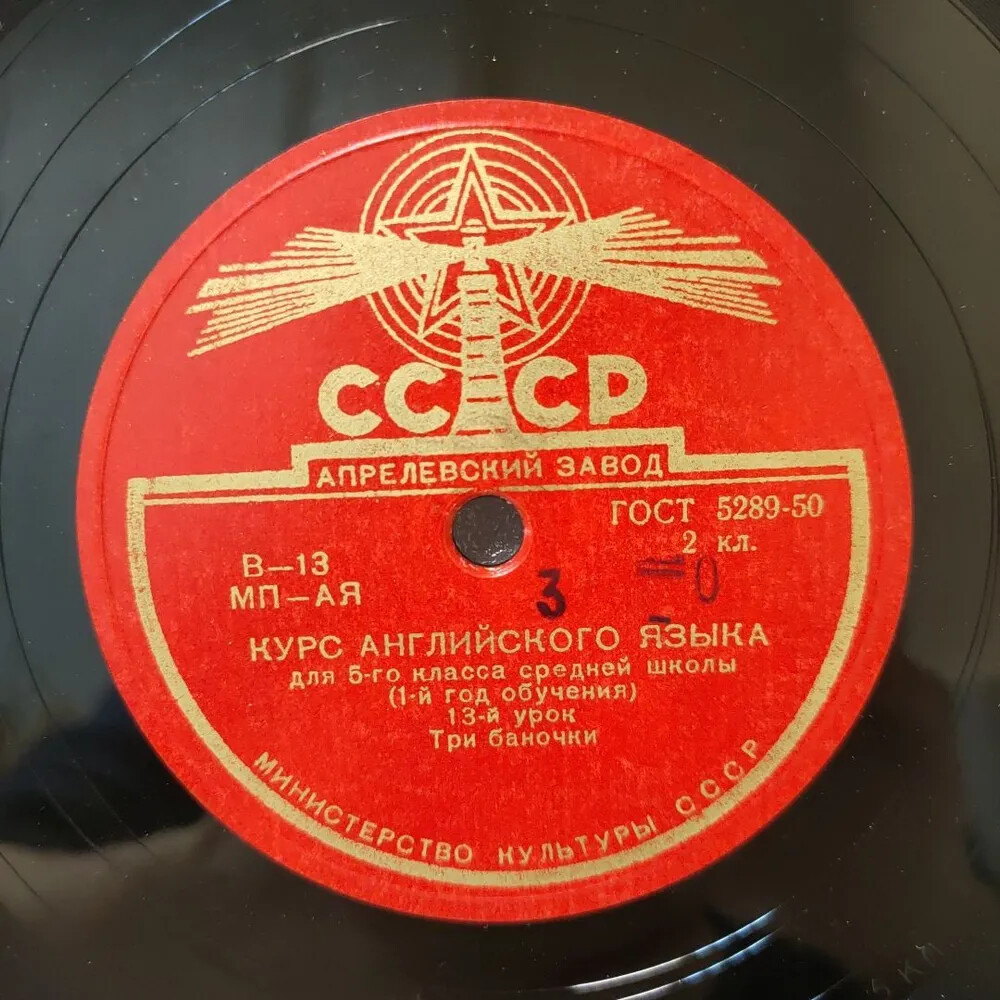 СССР
АПРЕЛЕВСКИЙ ЗАВОД
ГОСТ 5289-50
2 кл.
В—13
МП—АЯ
3
КУРС АНГЛИЙСКОГО ЯЗЫКА
для 5-го класса средней школы
(1-й год обучения)
13-й урок
Три баночки
МИНИСТЕРСТВО КУЛЬТУРЫ СССР